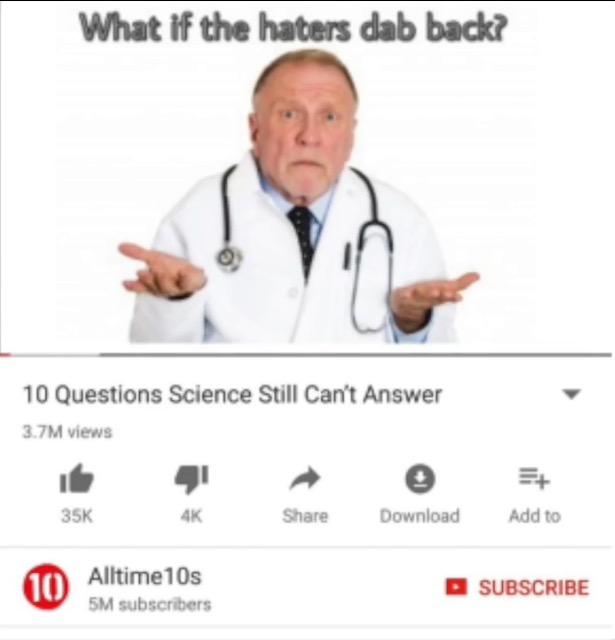 What if the haters dab back?
10 Questions Science Still Can't Answer
3.7M views
35K
4K
Share
Download
Add to
10
Alltime10s
5M subscribers
SUBSCRIBE